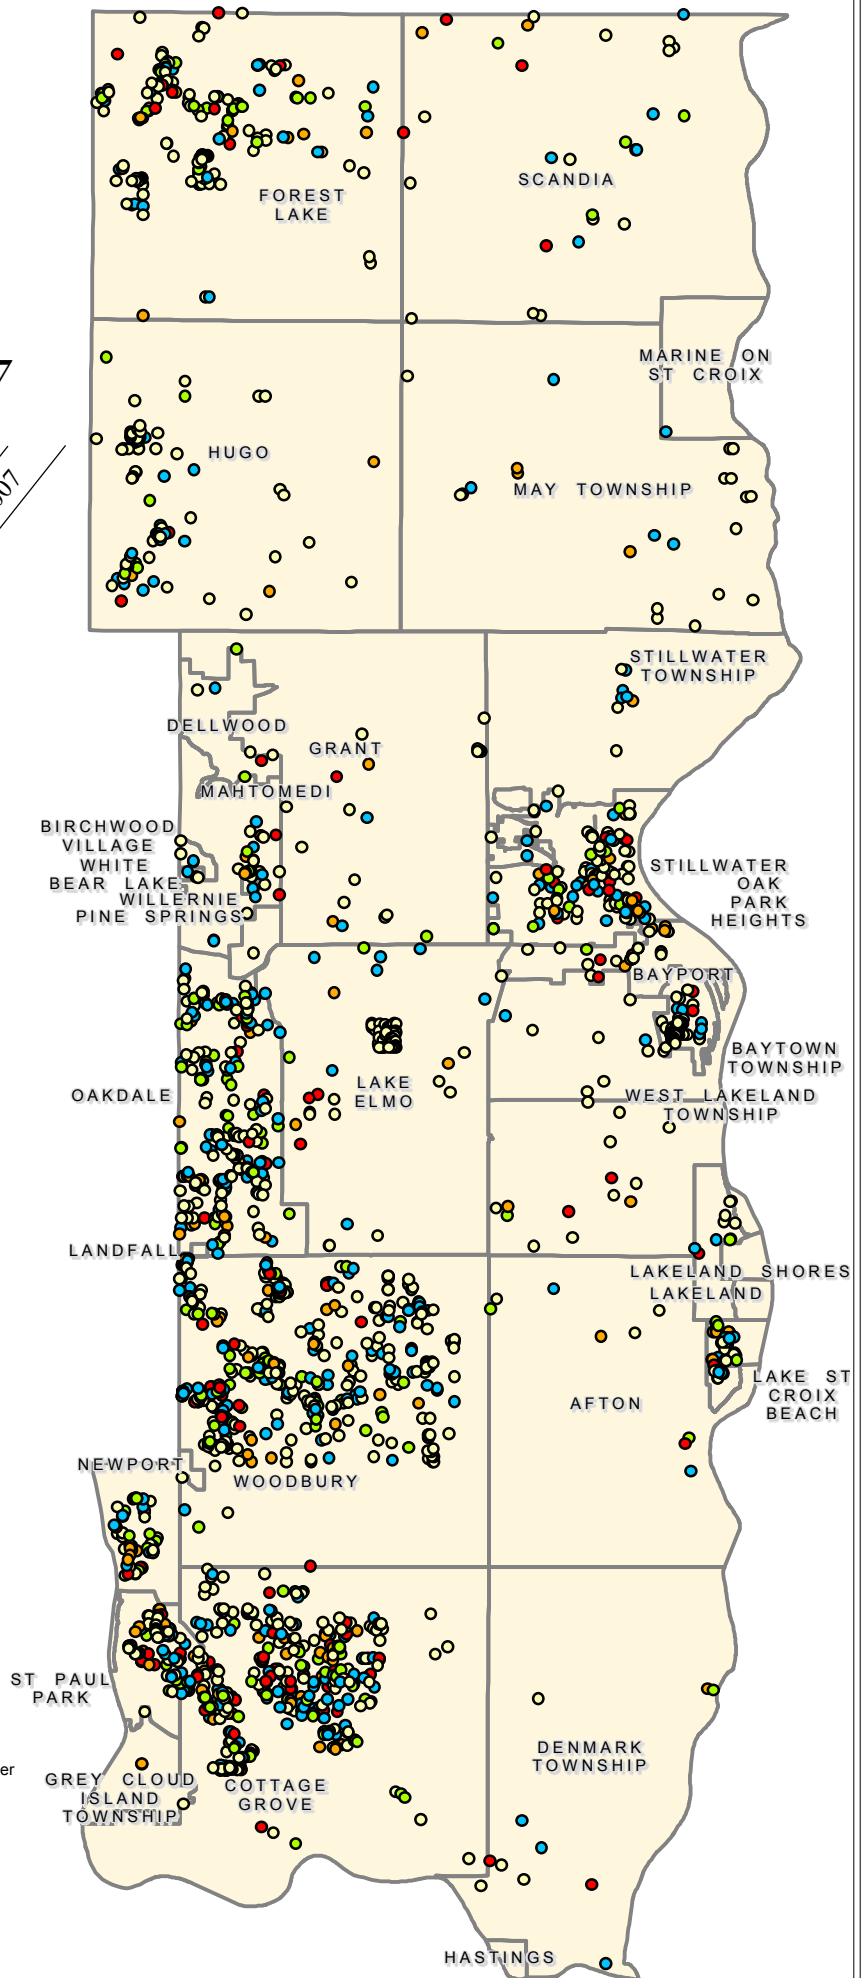 FOREST
LAKE
SCANDIA
MARINE ON
ST CROIX
7
007
HUGO
MAY TOWNSHIP
STILLWATER
TOWNSHIP
DELLWOOD
GRANT
MAHTOMEDI
BIRCHWOOD
VILLAGE
WHITE
BEAR LAKE
WILLERNIE
PINE SPRINGS
STILLWATER
OAK
PARK
HEIGHTS
BAYPORT
BAYTOWN
TOWNSHIP
LAKE
ELMO
OAKDALE
WEST LAKELAND
TOWNSHIP
LANDFALL
LAKELAND SHORES
LAKELAND
LAKE ST
CROIX
BEACH
AFTON
NEWPORT
WOODBURY
ST PAUL
PARK
DENMARK
TOWNSHIP
er
GREY CLOUD
ISLAND
TOWNSHIP
COTTAGE
GROVE
HASTINGS